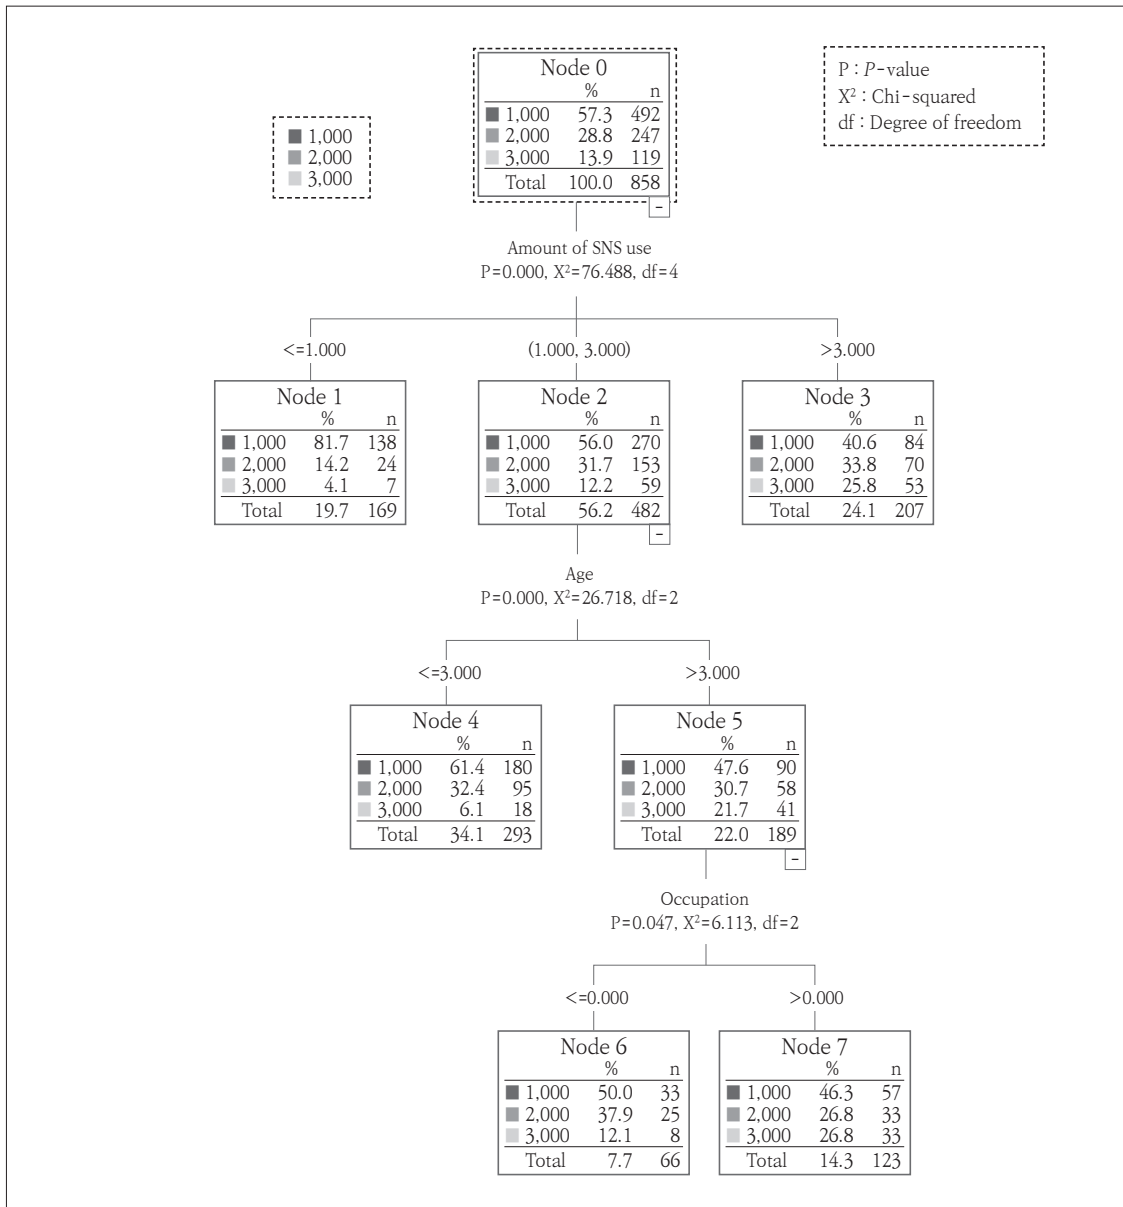 Node 0
% n
1,000 57.3 492
2,000 28.8 247
3,000 13.9 119
Total 100.0 858
P : P-value
X² : Chi-squared
df : Degree of freedom
1,000
2,000
3,000
Amount of SNS use
P=0.000, X²=76.488, df=4
<=1.000
(1.000, 3.000)
>3.000
Node 1
% n
1,000 81.7 138
2,000 14.2 24
3,000 4.1 7
Total 19.7 169
Node 2
% n
1,000 56.0 270
2,000 31.7 153
3,000 12.2 59
Total 56.2 482
Node 3
% n
1,000 40.6 84
2,000 33.8 70
3,000 25.8 53
Total 24.1 207
Age
P=0.000, X²=26.718, df=2
<=3.000
>3.000
Node 4
% n
1,000 61.4 180
2,000 32.4 95
3,000 6.1 18
Total 34.1 293
Node 5
% n
1,000 47.6 90
2,000 30.7 58
3,000 21.7 41
Total 22.0 189
Occupation
P=0.047, X²=6.113, df=2
<=0.000
>0.000
Node 6
% n
1,000 50.0 33
2,000 37.9 25
3,000 12.1 8
Total 7.7 66
Node 7
% n
1,000 46.3 57
2,000 26.8 33
3,000 26.8 33
Total 14.3 123